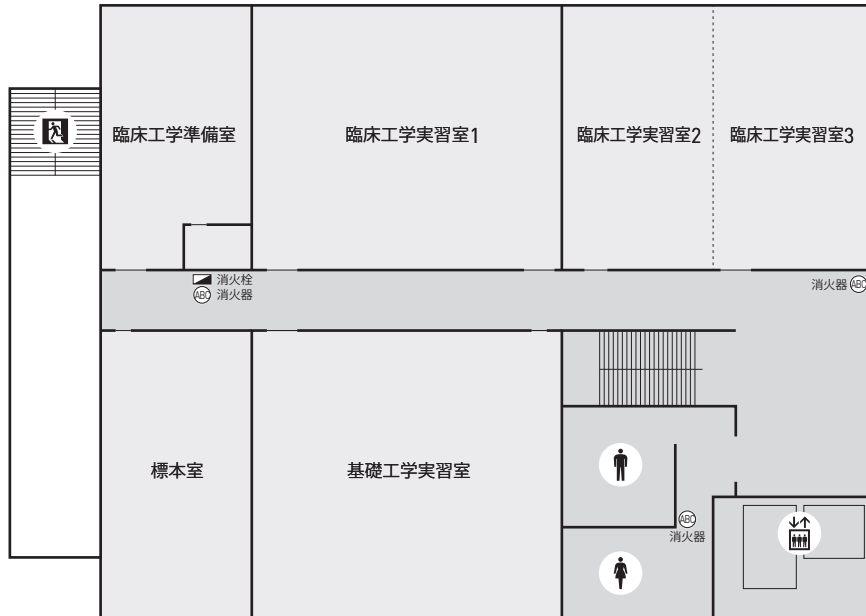 臨床工学準備室
臨床工学実習室1
臨床工学実習室2
臨床工学実習室3
消火栓
ABC 消火器
消火器 ABC
標本室
基礎工学実習室
ABC
消火器